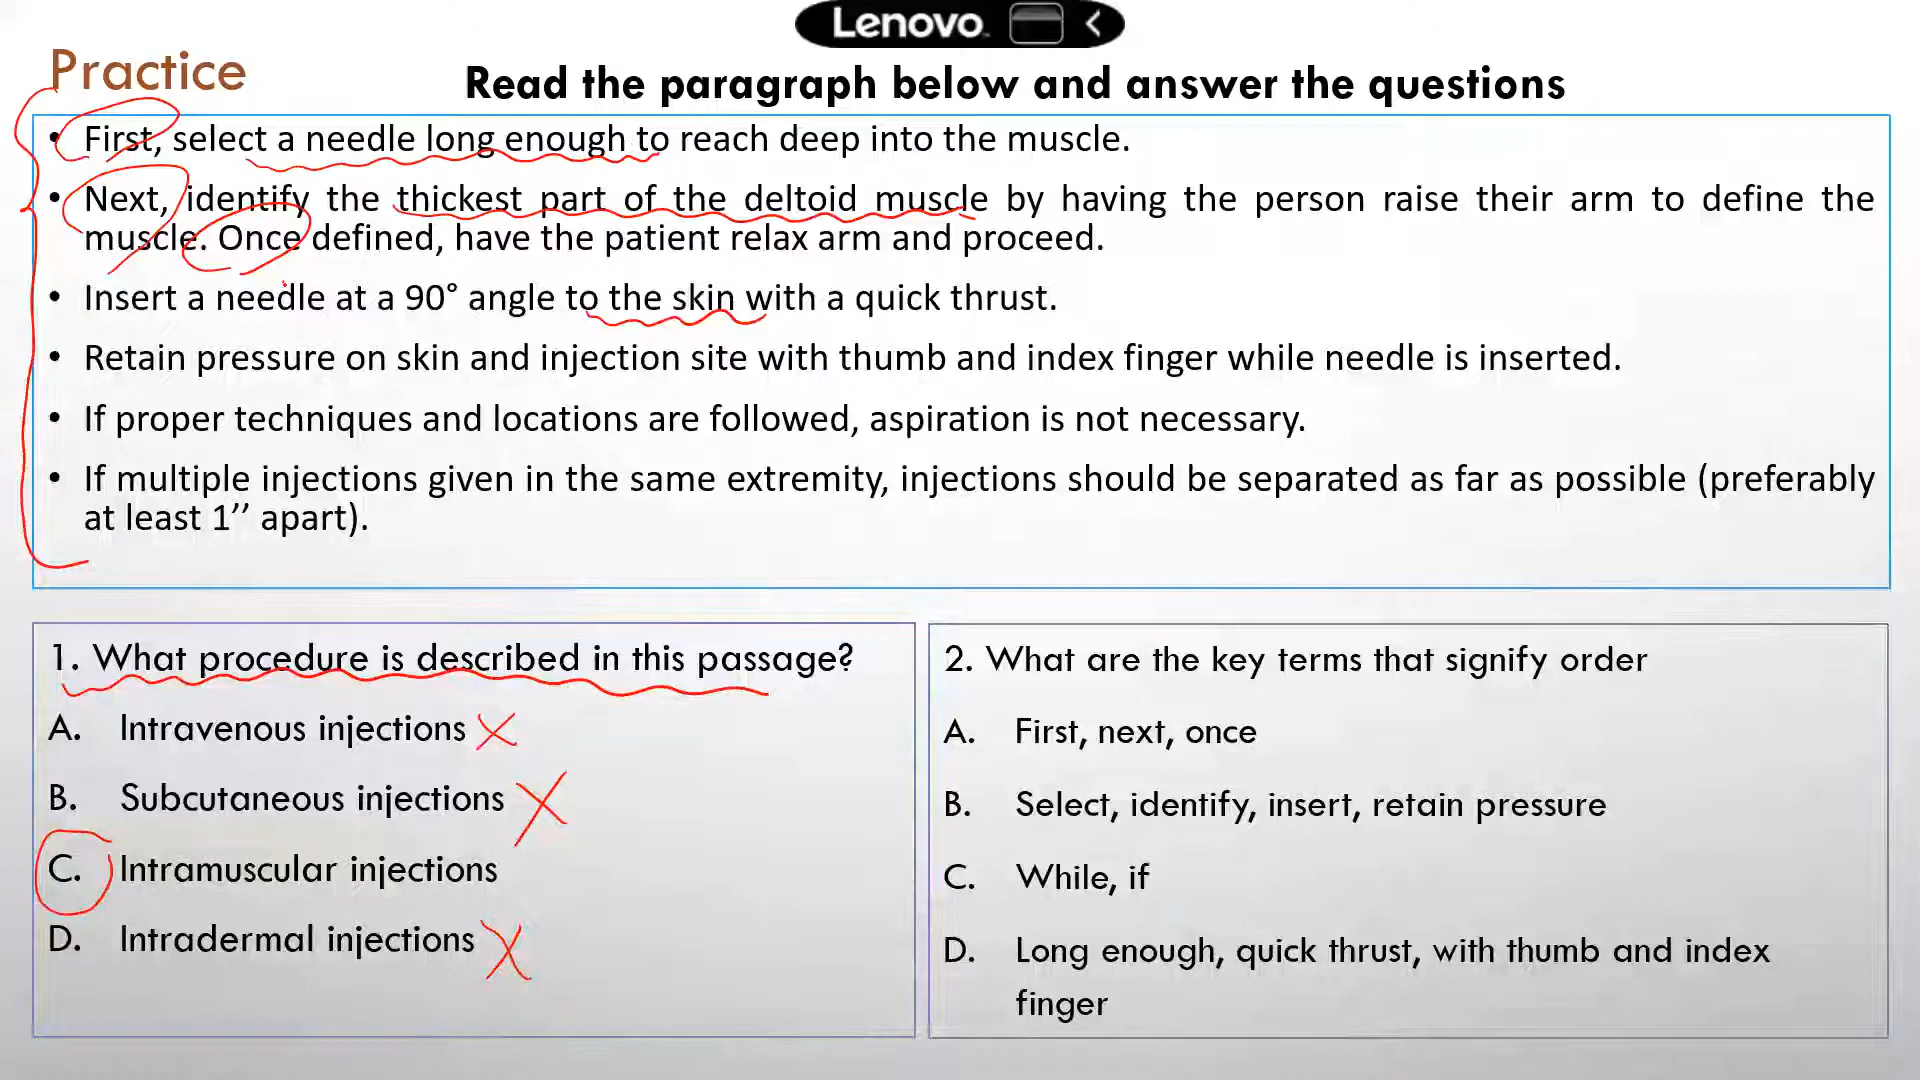 Lenovo
Practice
Read the paragraph below and answer the questions
• First, select a needle long enough to reach deep into the muscle.
• Next, identify the thickest part of the deltoid muscle by having the person raise their arm to define the
muscle. Once defined, have the patient relax arm and proceed.
• Insert a needle at a 90° angle to the skin with a quick thrust.
• Retain pressure on skin and injection site with thumb and index finger while needle is inserted.
• If proper techniques and locations are followed, aspiration is not necessary.
• If multiple injections given in the same extremity, injections should be separated as far as possible (preferably
at least 1’’ apart).
1. What procedure is described in this passage?
A. Intravenous injections
B. Subcutaneous injections
C. Intramuscular injections
D. Intradermal injections
2. What are the key terms that signify order
A. First, next, once
B. Select, identify, insert, retain pressure
C. While, if
D. Long enough, quick thrust, with thumb and index
finger